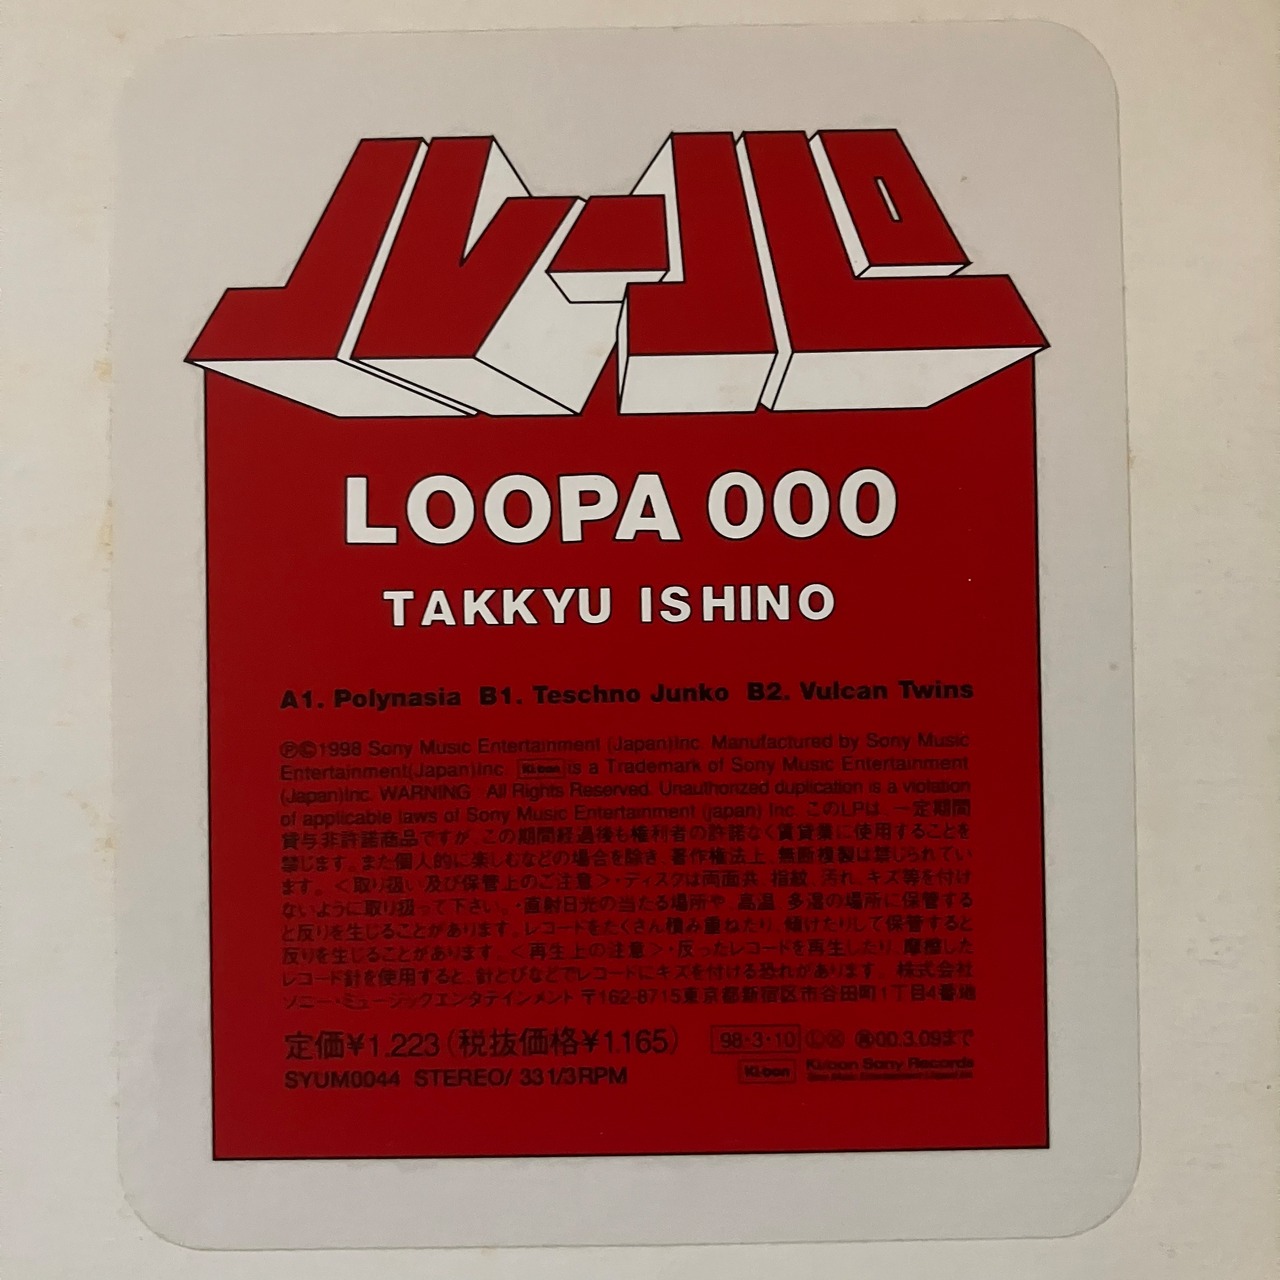 LOOPA 000
TAKKYU ISHINO
A1. Polynasia B1. Teschno Junko B2. Vulcan Twins
Ⓟ©1998 Sony Music Entertainment (Japan)Inc. Manufactured by Sony Music
Entertainment(Japan)Inc. Ki/oon is a Trademark of Sony Music Entertainment
(Japan)Inc. WARNING : All Rights Reserved. Unauthorized duplication is a violation
of applicable laws of Sony Music Entertainment (japan) Inc. このLPは、一定期間
貸与非許諾商品ですが、この期間経過後も権利者の許諾なく賃貸業に使用することを
禁じます。また個人的に楽しむなどの場合を除き、著作権法上、無断複製は禁じられてい
ます。＜取り扱い及び保管上のご注意＞・ディスクは両面共、指紋、汚れ、キズ等を付け
ないように取り扱って下さい。・直射日光の当たる場所や、高温、多湿の場所に保管する
と反りを生じることがあります。レコードをたくさん積み重ねたり、傾けたりして保管すると
反りを生じることがあります。＜再生上の注意＞・反ったレコードを再生したり、摩擦した
レコード針を使用すると、針とびなどでレコードにキズを付ける恐れがあります。株式会社
ソニー・ミュージックエンタテインメント 〒162-8715東京都新宿区市谷田町1丁目4番地
定価¥1,223(税抜価格¥1,165) 98・3・10 Ⓛ Ⓧ 00.3.09まで
SYUM0044 STEREO/ 33 1/3 RPM Ki/oon Ki/oon Sony Records